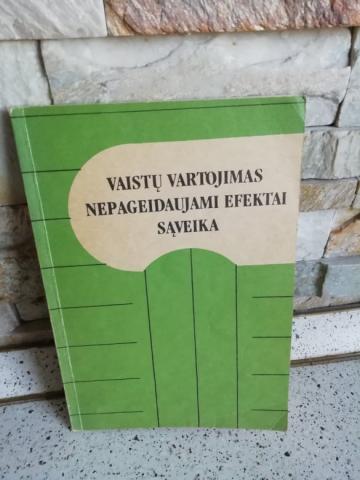 VAISTŲ VARTOJIMAS
NEPAGEIDAUJAMI EFEKTAI
SĄVEIKA